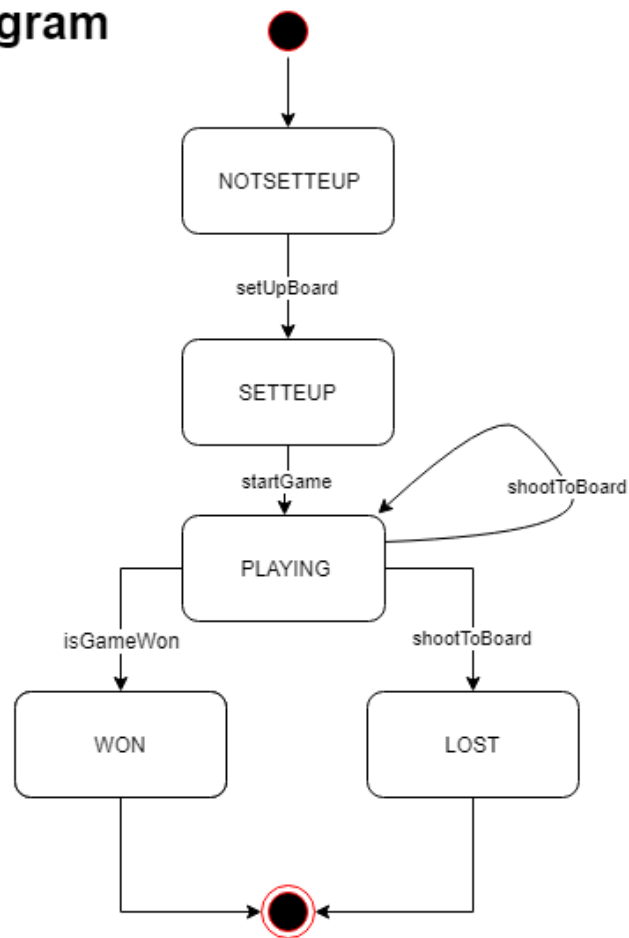 gram
NOTSETTEUP
setUpBoard
SETTEUP
startGame
shootToBoard
PLAYING
isGameWon
shootToBoard
WON
LOST